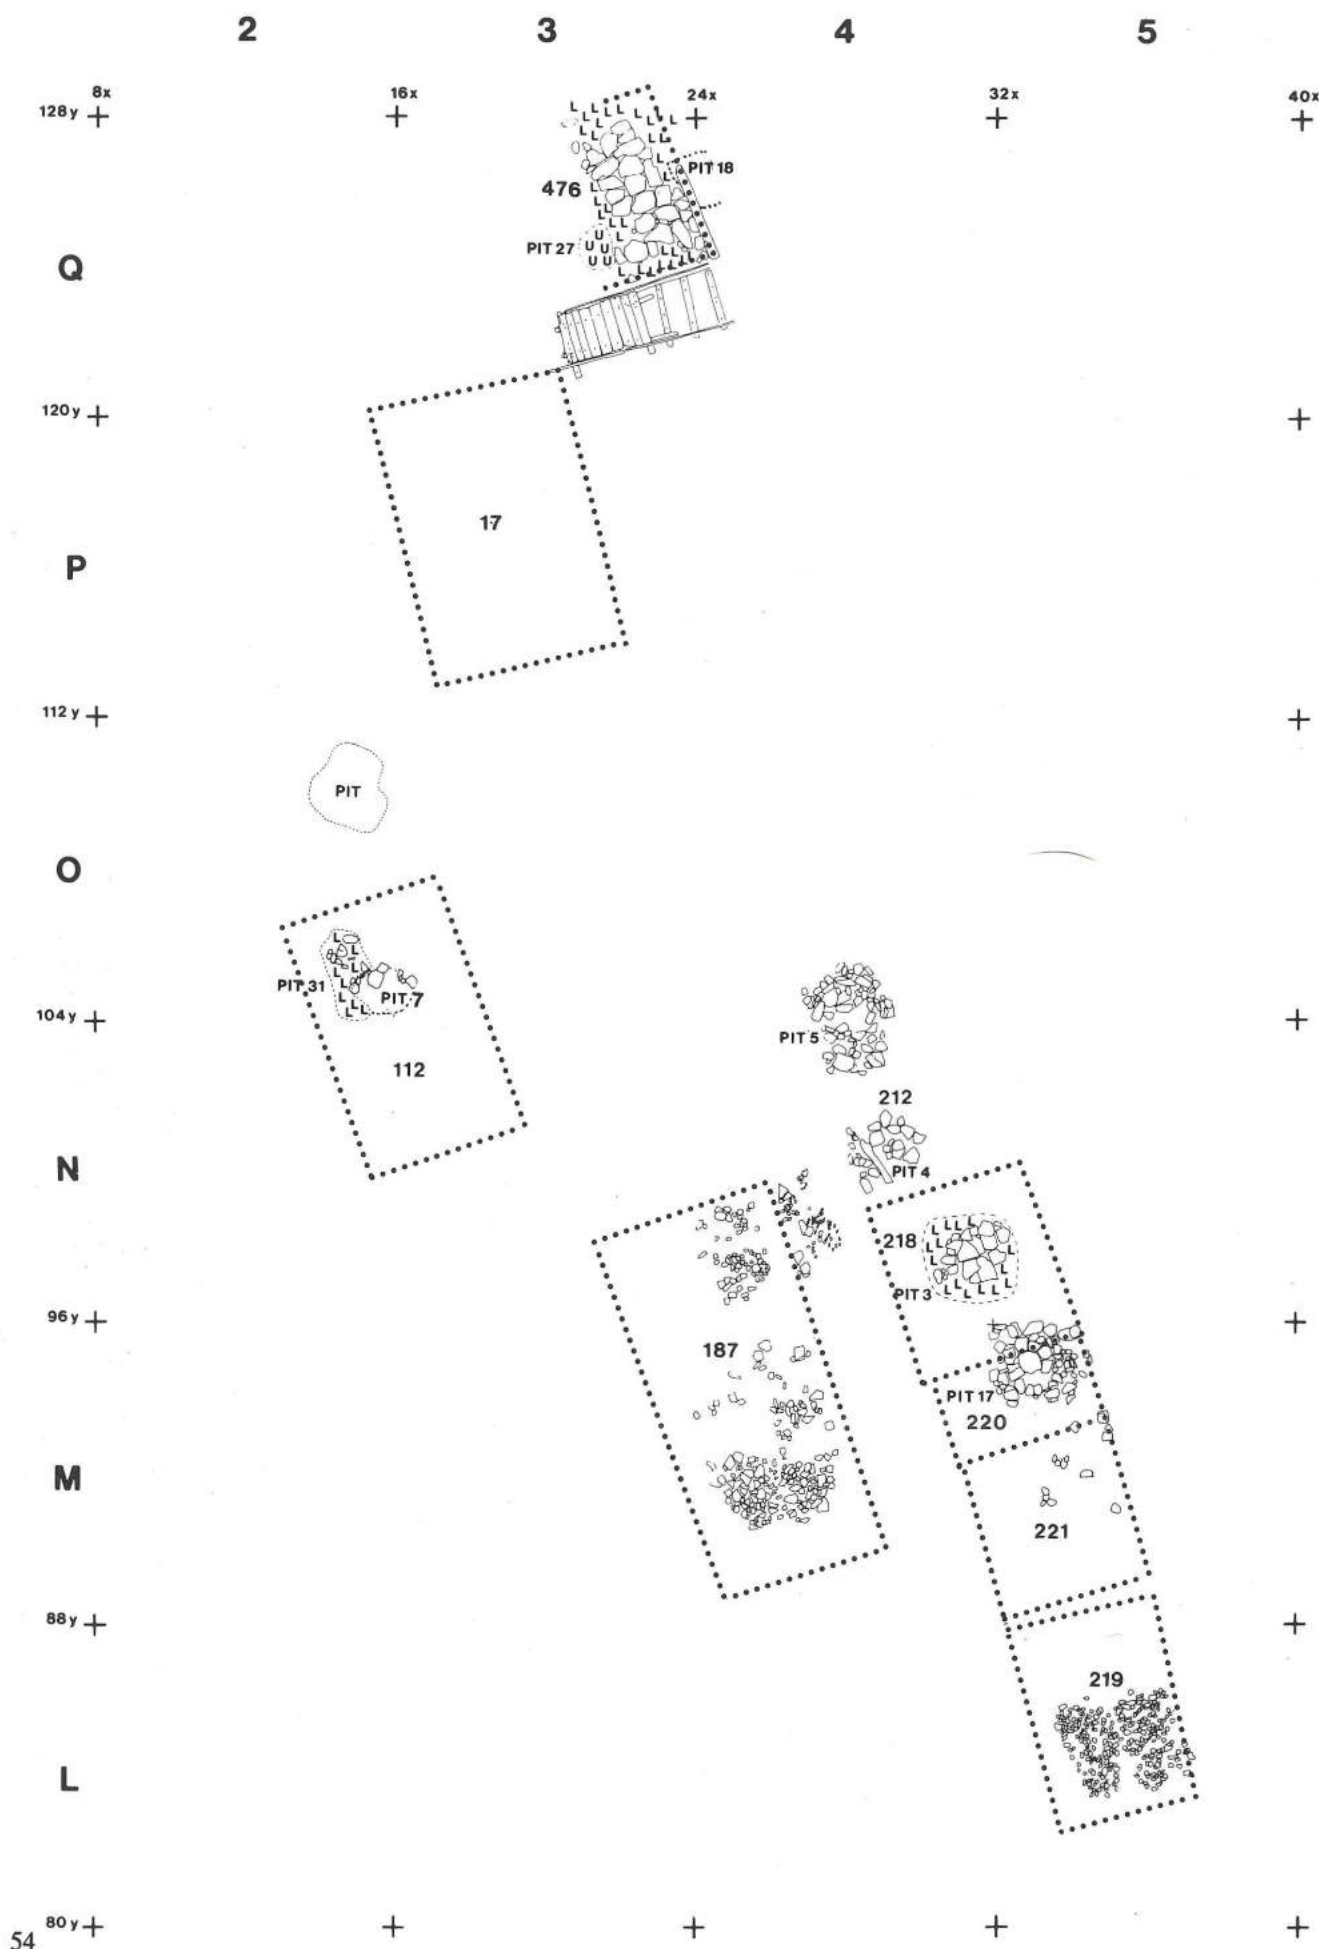 2 3 4 5
8x 16x 24x 32x 40x
128y
PIT 18
476
PIT 27
L L L L L L L L L L L L L L L L L L L L L L L L L L L
U U U U U
Q
120y
17
P
112y
PIT
O
L L L L L L L L L L
PIT 31
PIT 7
104y
PIT 5
112
212
N
PIT 4
218
L L L L L L L L L L L L L L
PIT 3
96y
187
PIT 17
220
M
221
88y
219
L
80y
54